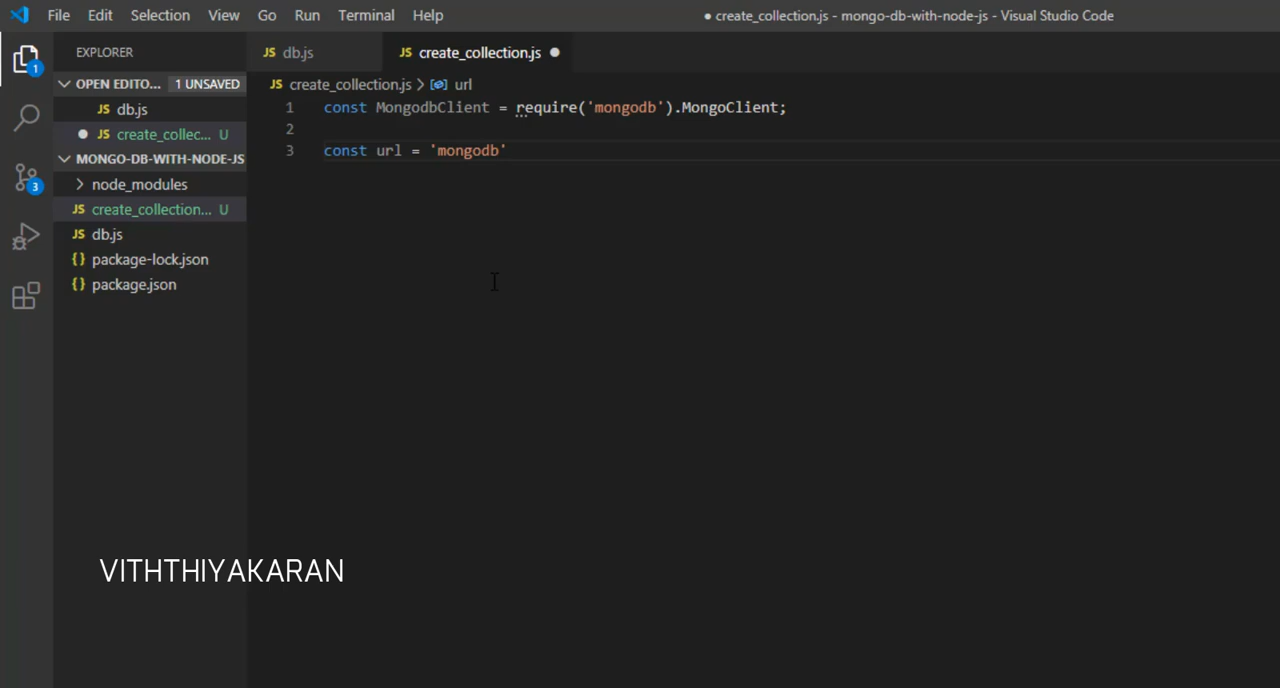 File Edit Selection View Go Run Terminal Help ● create_collection.js - mongo-db-with-node-js - Visual Studio Code
EXPLORER
JS db.js
JS create_collection.js ●
OPEN EDITO... 1 UNSAVED
JS db.js
● JS create_collec... U
MONGO-DB-WITH-NODE-JS
node_modules
JS create_collection... U
JS db.js
{} package-lock.json
{} package.json
1
3
JS create_collection.js > url
1 const MongodbClient = require('mongodb').MongoClient;
2
3 const url = 'mongodb'
VITHTHIYAKARAN